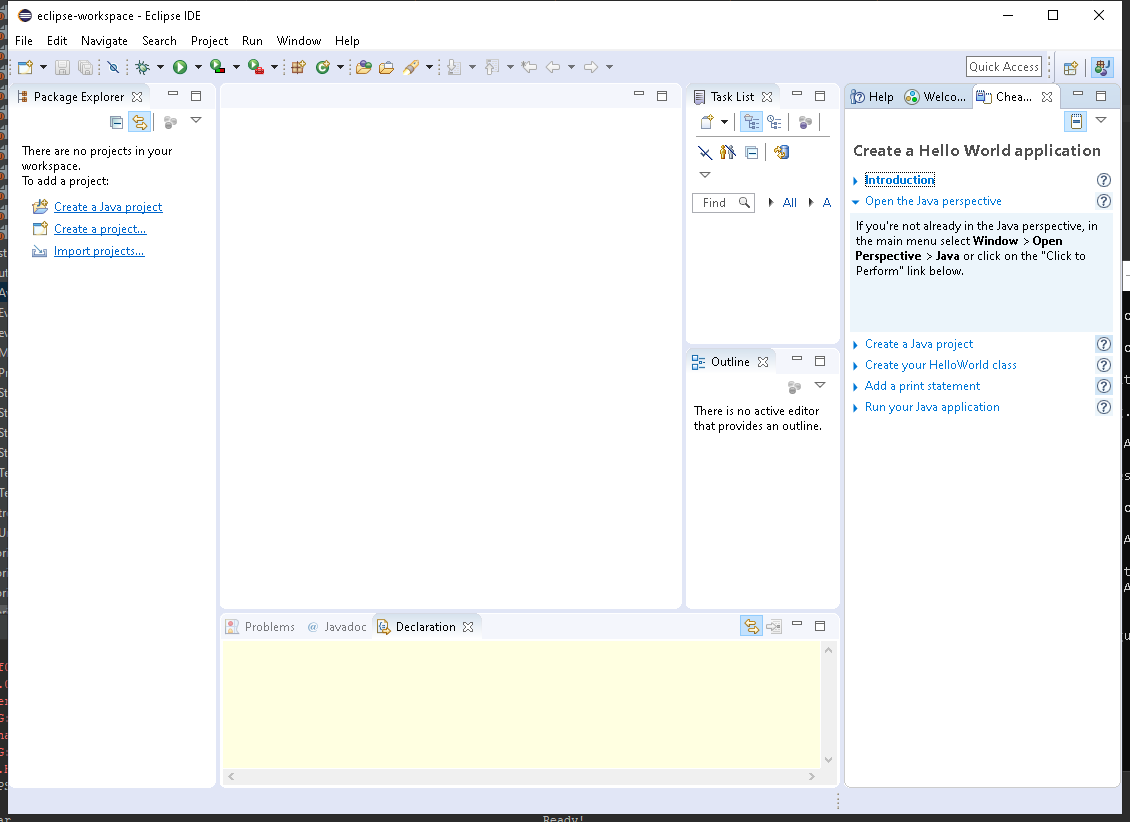 eclipse-workspace - Eclipse IDE
File Edit Navigate Search Project Run Window Help
Quick Access
Package Explorer
There are no projects in your
workspace.
To add a project:
Create a Java project
Create a project...
Import projects...
Task List
Find All A
Outline
There is no active editor
that provides an outline.
Help Welco... Chea...
Create a Hello World application
Introduction
Open the Java perspective
If you're not already in the Java perspective, in
the main menu select Window > Open
Perspective > Java or click on the "Click to
Perform" link below.
Create a Java project
Create your HelloWorld class
Add a print statement
Run your Java application
Problems @ Javadoc Declaration
Ready!